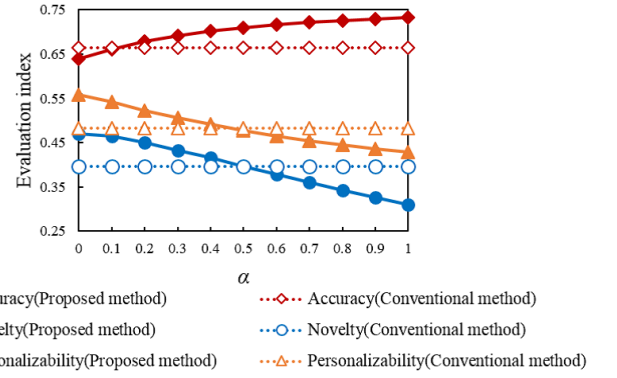 0.75
0.65
0.55
0.45
0.35
0.25
Evaluation index
0 0.1 0.2 0.3 0.4 0.5 0.6 0.7 0.8 0.9 1
α
uracy(Proposed method) Accuracy(Conventional method)
elty(Proposed method) Novelty(Conventional method)
onalizability(Proposed method) Personalizability(Conventional method)